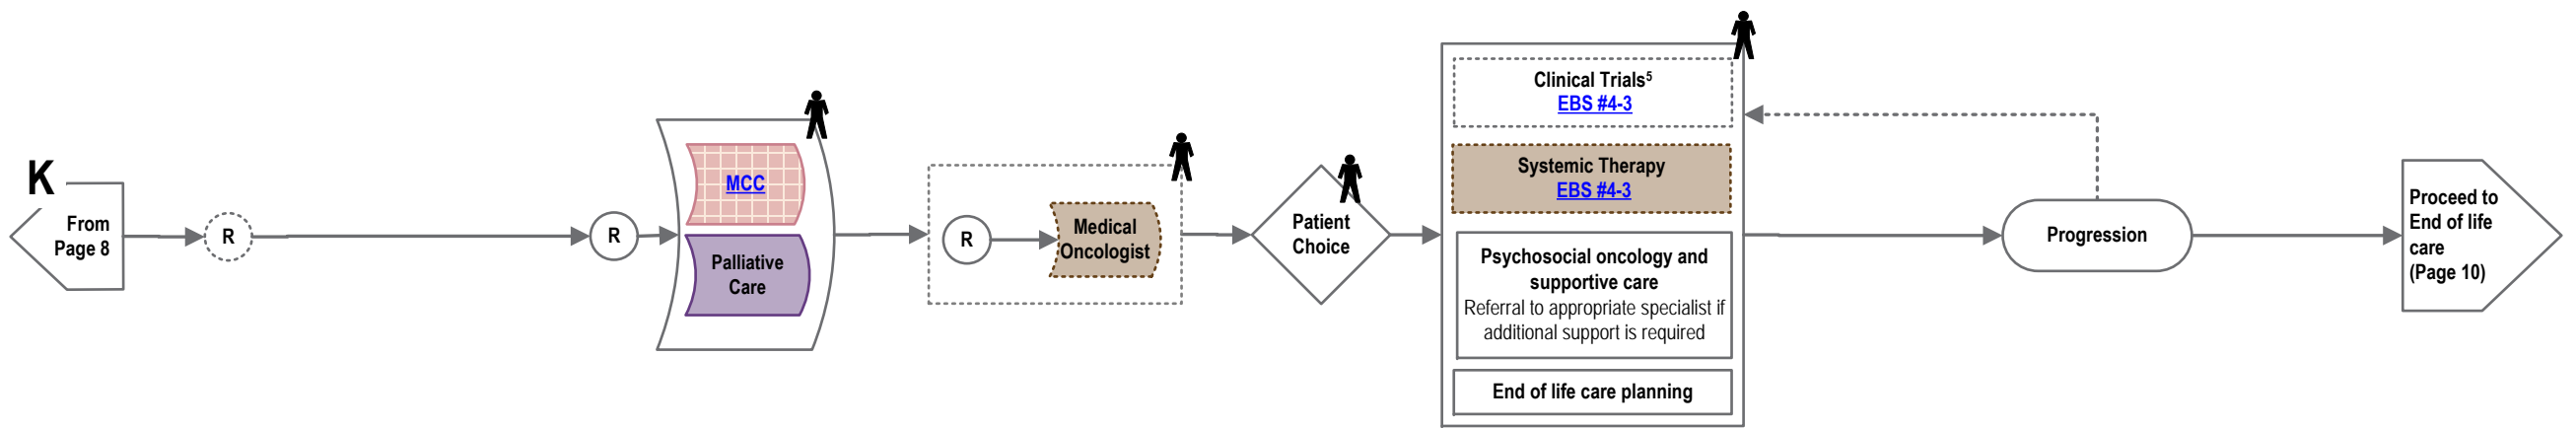 K
From
Page 8
R
R
MCC
Palliative
Care
R
Medical
Oncologist
Patient
Choice
Clinical Trials⁵
EBS #4-3
Systemic Therapy
EBS #4-3
Psychosocial oncology and
supportive care
Referral to appropriate specialist if
additional support is required
End of life care planning
Progression
Proceed to
End of life
care
(Page 10)